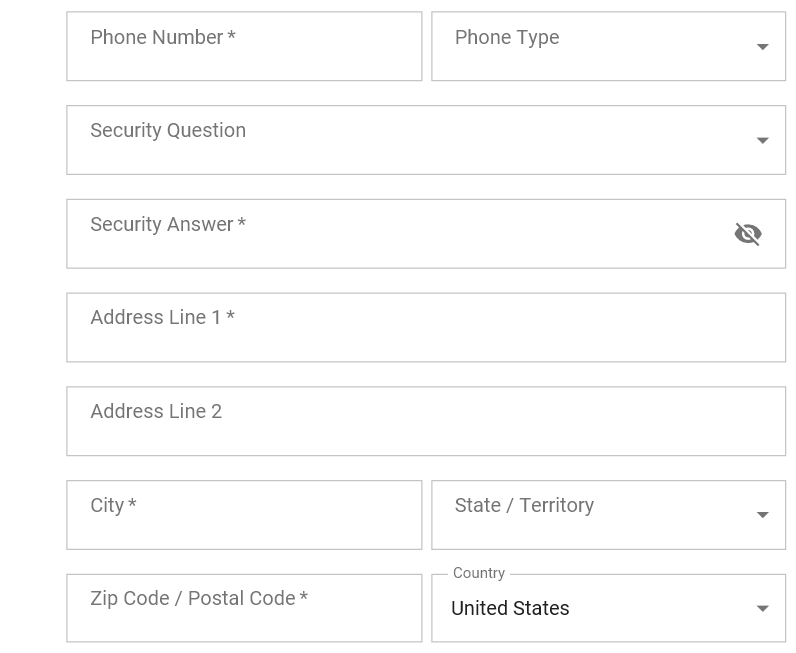 Phone Number *
Phone Type
Security Question
Security Answer *
Address Line 1 *
Address Line 2
City *
State / Territory
Zip Code / Postal Code *
Country
United States